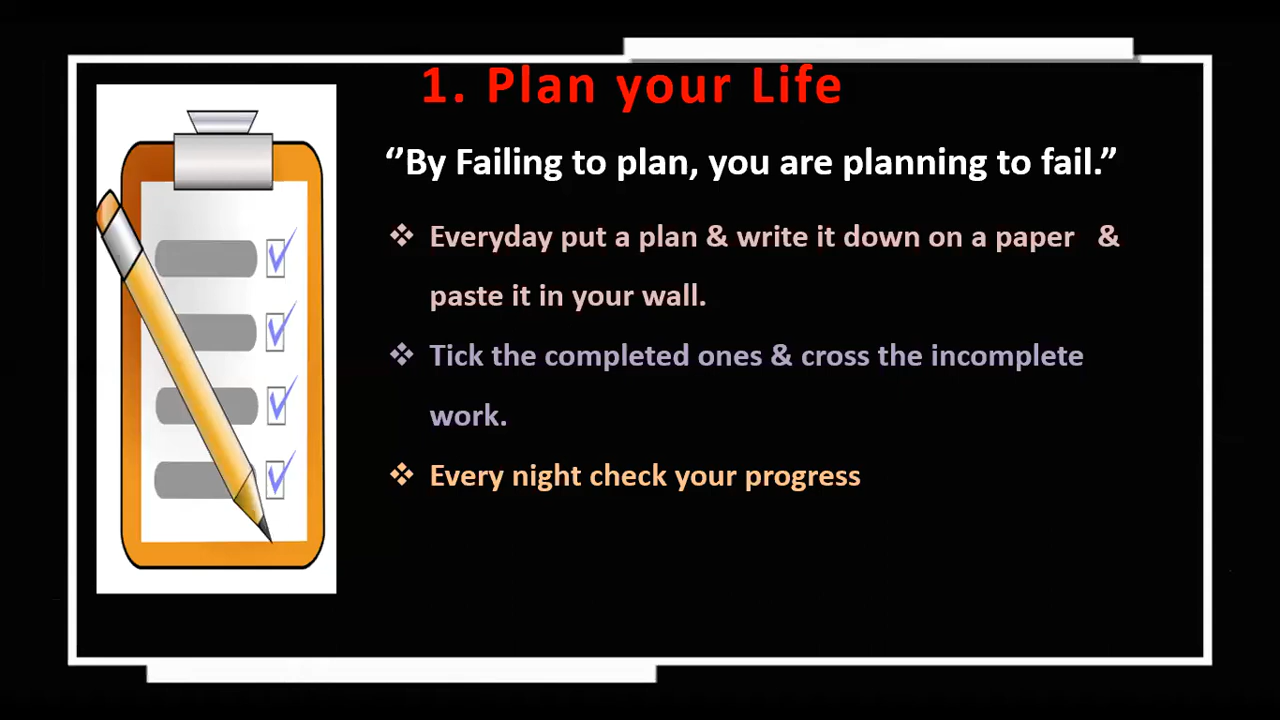 1. Plan your Life
‘’By Failing to plan, you are planning to fail.”
❖ Everyday put a plan & write it down on a paper &
paste it in your wall.
❖ Tick the completed ones & cross the incomplete
work.
❖ Every night check your progress